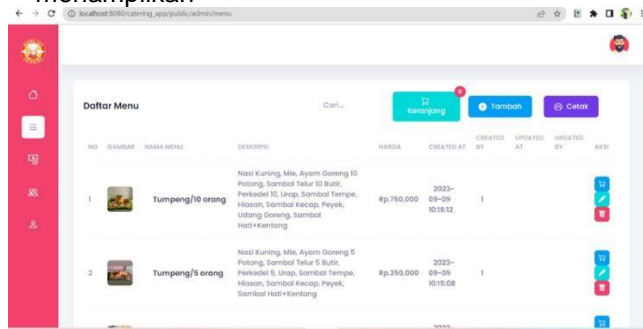 menampilkan
localhost:8080/catering_app/public/admin/menu
Daftar Menu
Cari...
0
Keranjang
Tambah
Cetak
NO GAMBAR NAMA MENU DESKRIPSI HARGA CREATED AT CREATED BY UPDATED AT UPDATED BY AKSI
1
Tumpeng/10 orang
Nasi Kuning, Mie, Ayam Goreng 10
Potong, Sambal Telur 10 Butir,
Perkedel 10, Urap, Sambal Tempe,
Hiasan, Sambal Kecap, Peyek,
Udang Goreng, Sambal
Hati+Kentang
Rp.750,000
2023-
09-09
10:16:12
1
2
Tumpeng/5 orang
Nasi Kuning, Mie, Ayam Goreng 5
Potong, Sambal Telur 5 Butir,
Perkedel 5, Urap, Sambal Tempe,
Hiasan, Sambal Kecap, Peyek,
Sambal Hati+Kentang
Rp.350,000
2023-
09-09
10:15:08
1